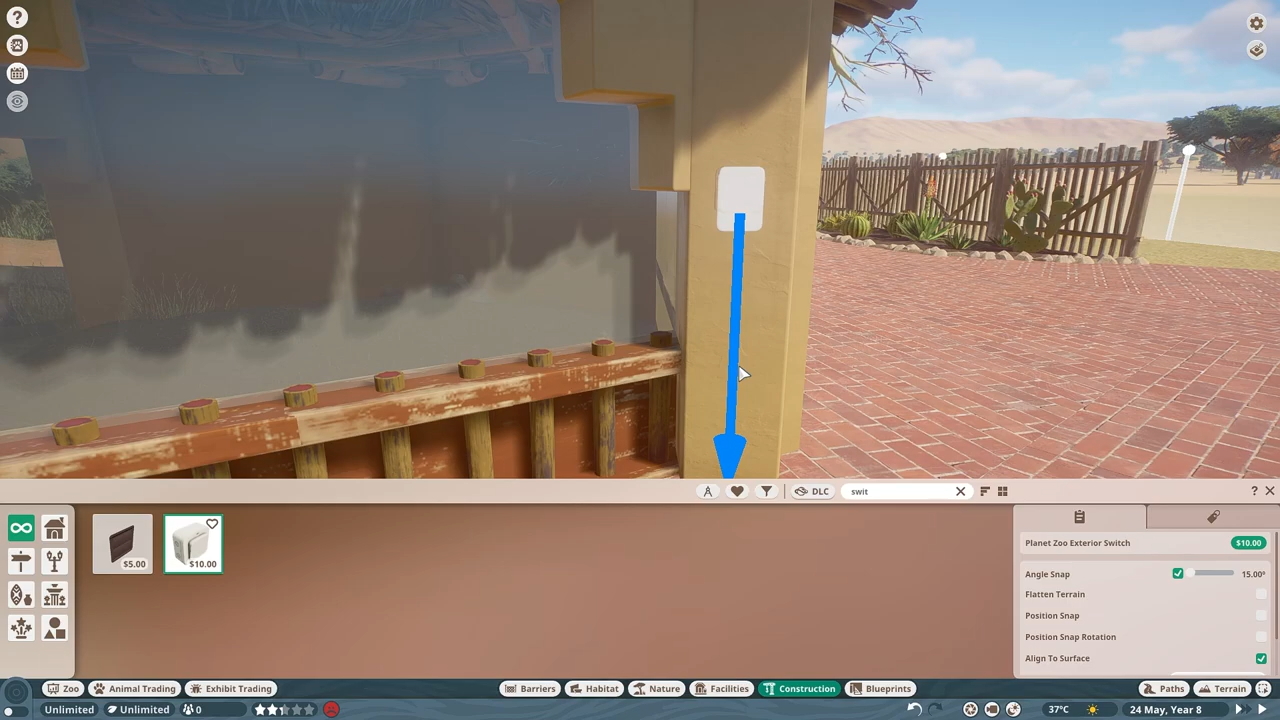 ?
DLC
swit
?
$5.00
$10.00
Planet Zoo Exterior Switch
$10.00
Angle Snap
15.00°
Flatten Terrain
Position Snap
Position Snap Rotation
Align To Surface
Zoo
Animal Trading
Exhibit Trading
Barriers
Habitat
Nature
Facilities
Construction
Blueprints
Paths
Terrain
Unlimited
Unlimited
0
37°C
24 May, Year 8